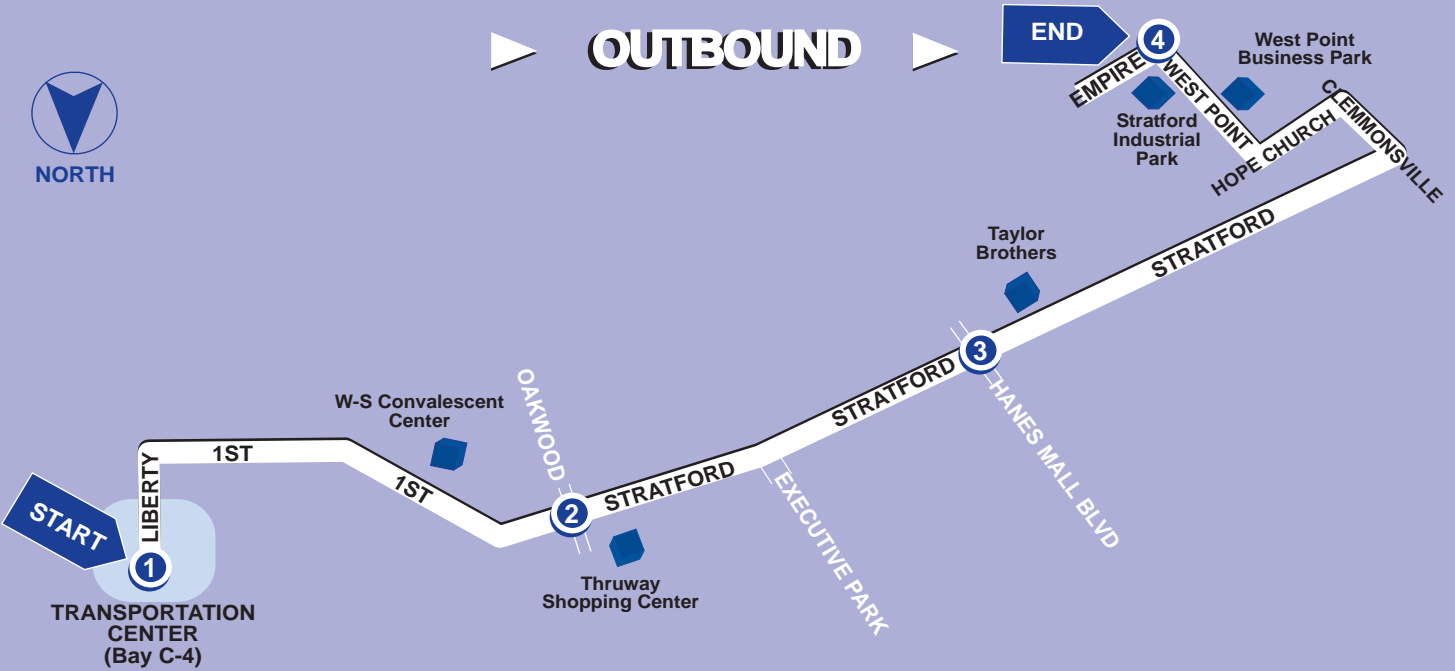 OUTBOUND
END
4
West Point
Business Park
EMPIRE
WEST POINT
CLEMMONSVILLE
Stratford
Industrial
Park
HOPE CHURCH
NORTH
STRATFORD
Taylor
Brothers
3
STRATFORD
HANES MALL BLVD
W-S Convalescent
Center
OAKWOOD
1ST
1ST
LIBERTY
STRATFORD
EXECUTIVE PARK
2
START
1
Thruway
Shopping Center
TRANSPORTATION
CENTER
(Bay C-4)